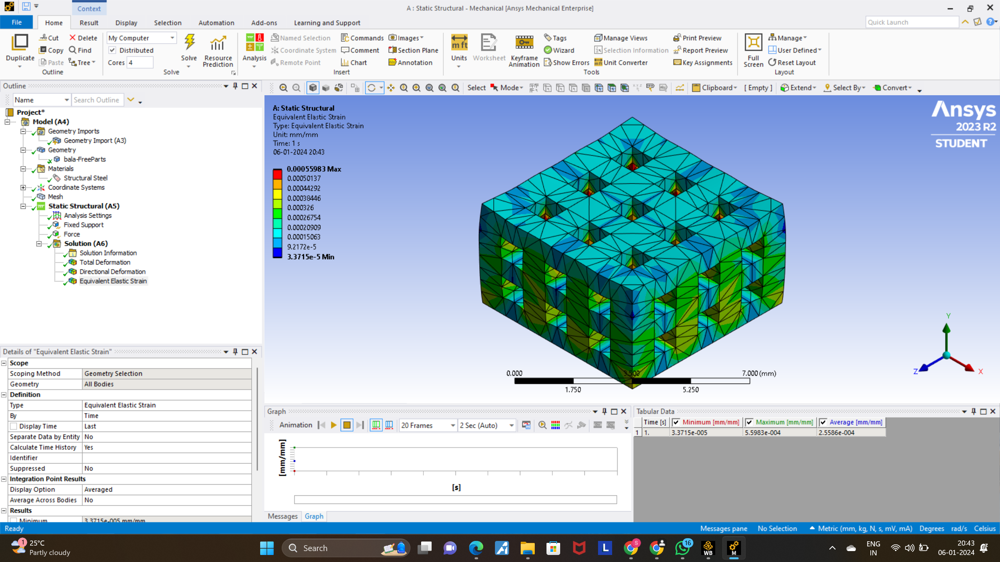 Context
A : Static Structural - Mechanical [Ansys Mechanical Enterprise]
File Home Result Display Selection Automation Add-ons Learning and Support
Quick Launch
Duplicate
Cut
Copy
Paste
Delete
Find
Tree
Outline
My Computer
Distributed
Cores 4
Solve
Resource Prediction
Solve
Analysis
Named Selection
Coordinate System
Remote Point
Commands
Comment
Chart
Images
Section Plane
Annotation
Insert
mft
Units
Worksheet
Keyframe Animation
Tags
Wizard
Show Errors
Manage Views
Selection Information
Unit Converter
Print Preview
Report Preview
Key Assignments
Tools
Full Screen
Manage
User Defined
Reset Layout
Layout
Outline
Name
Search Outline
Project*
Model (A4)
Geometry Imports
Geometry Import (A3)
Geometry
bala-FreeParts
Materials
Structural Steel
Coordinate Systems
Mesh
Static Structural (A5)
Analysis Settings
Fixed Support
Force
Solution (A6)
Solution Information
Total Deformation
Directional Deformation
Equivalent Elastic Strain
Select Mode Clipboard [ Empty ] Extend Select By Convert
A: Static Structural
Equivalent Elastic Strain
Type: Equivalent Elastic Strain
Unit: mm/mm
Time: 1 s
06-01-2024 20:43
0.00055983 Max
0.00050137
0.00044292
0.00038446
0.000326
0.00026754
0.00020909
0.00015063
9.2172e-5
3.3715e-5 Min
Ansys
2023 R2
STUDENT
Y
Z
X
0.000 3.500 7.000 (mm)
1.750 5.250
Details of "Equivalent Elastic Strain"
Scope
Scoping Method Geometry Selection
Geometry All Bodies
Definition
Type Equivalent Elastic Strain
By Time
Display Time Last
Separate Data by Entity No
Calculate Time History Yes
Identifier
Suppressed No
Integration Point Results
Display Option Averaged
Average Across Bodies No
Results
Minimum 3.3715e-005 mm/mm
Graph
Animation 20 Frames 2 Sec (Auto)
[mm/mm]
[s]
Messages Graph
Tabular Data
Time [s] Minimum [mm/mm] Maximum [mm/mm] Average [mm/mm]
1 1. 3.3715e-005 5.5983e-004 2.5586e-004
Ready
Messages pane No Selection Metric (mm, kg, N, s, mV, mA) Degrees rad/s Celsius
1
25°C
Partly cloudy
Search
L
S
16
WB
M
ENG
IN
20:43
06-01-2024